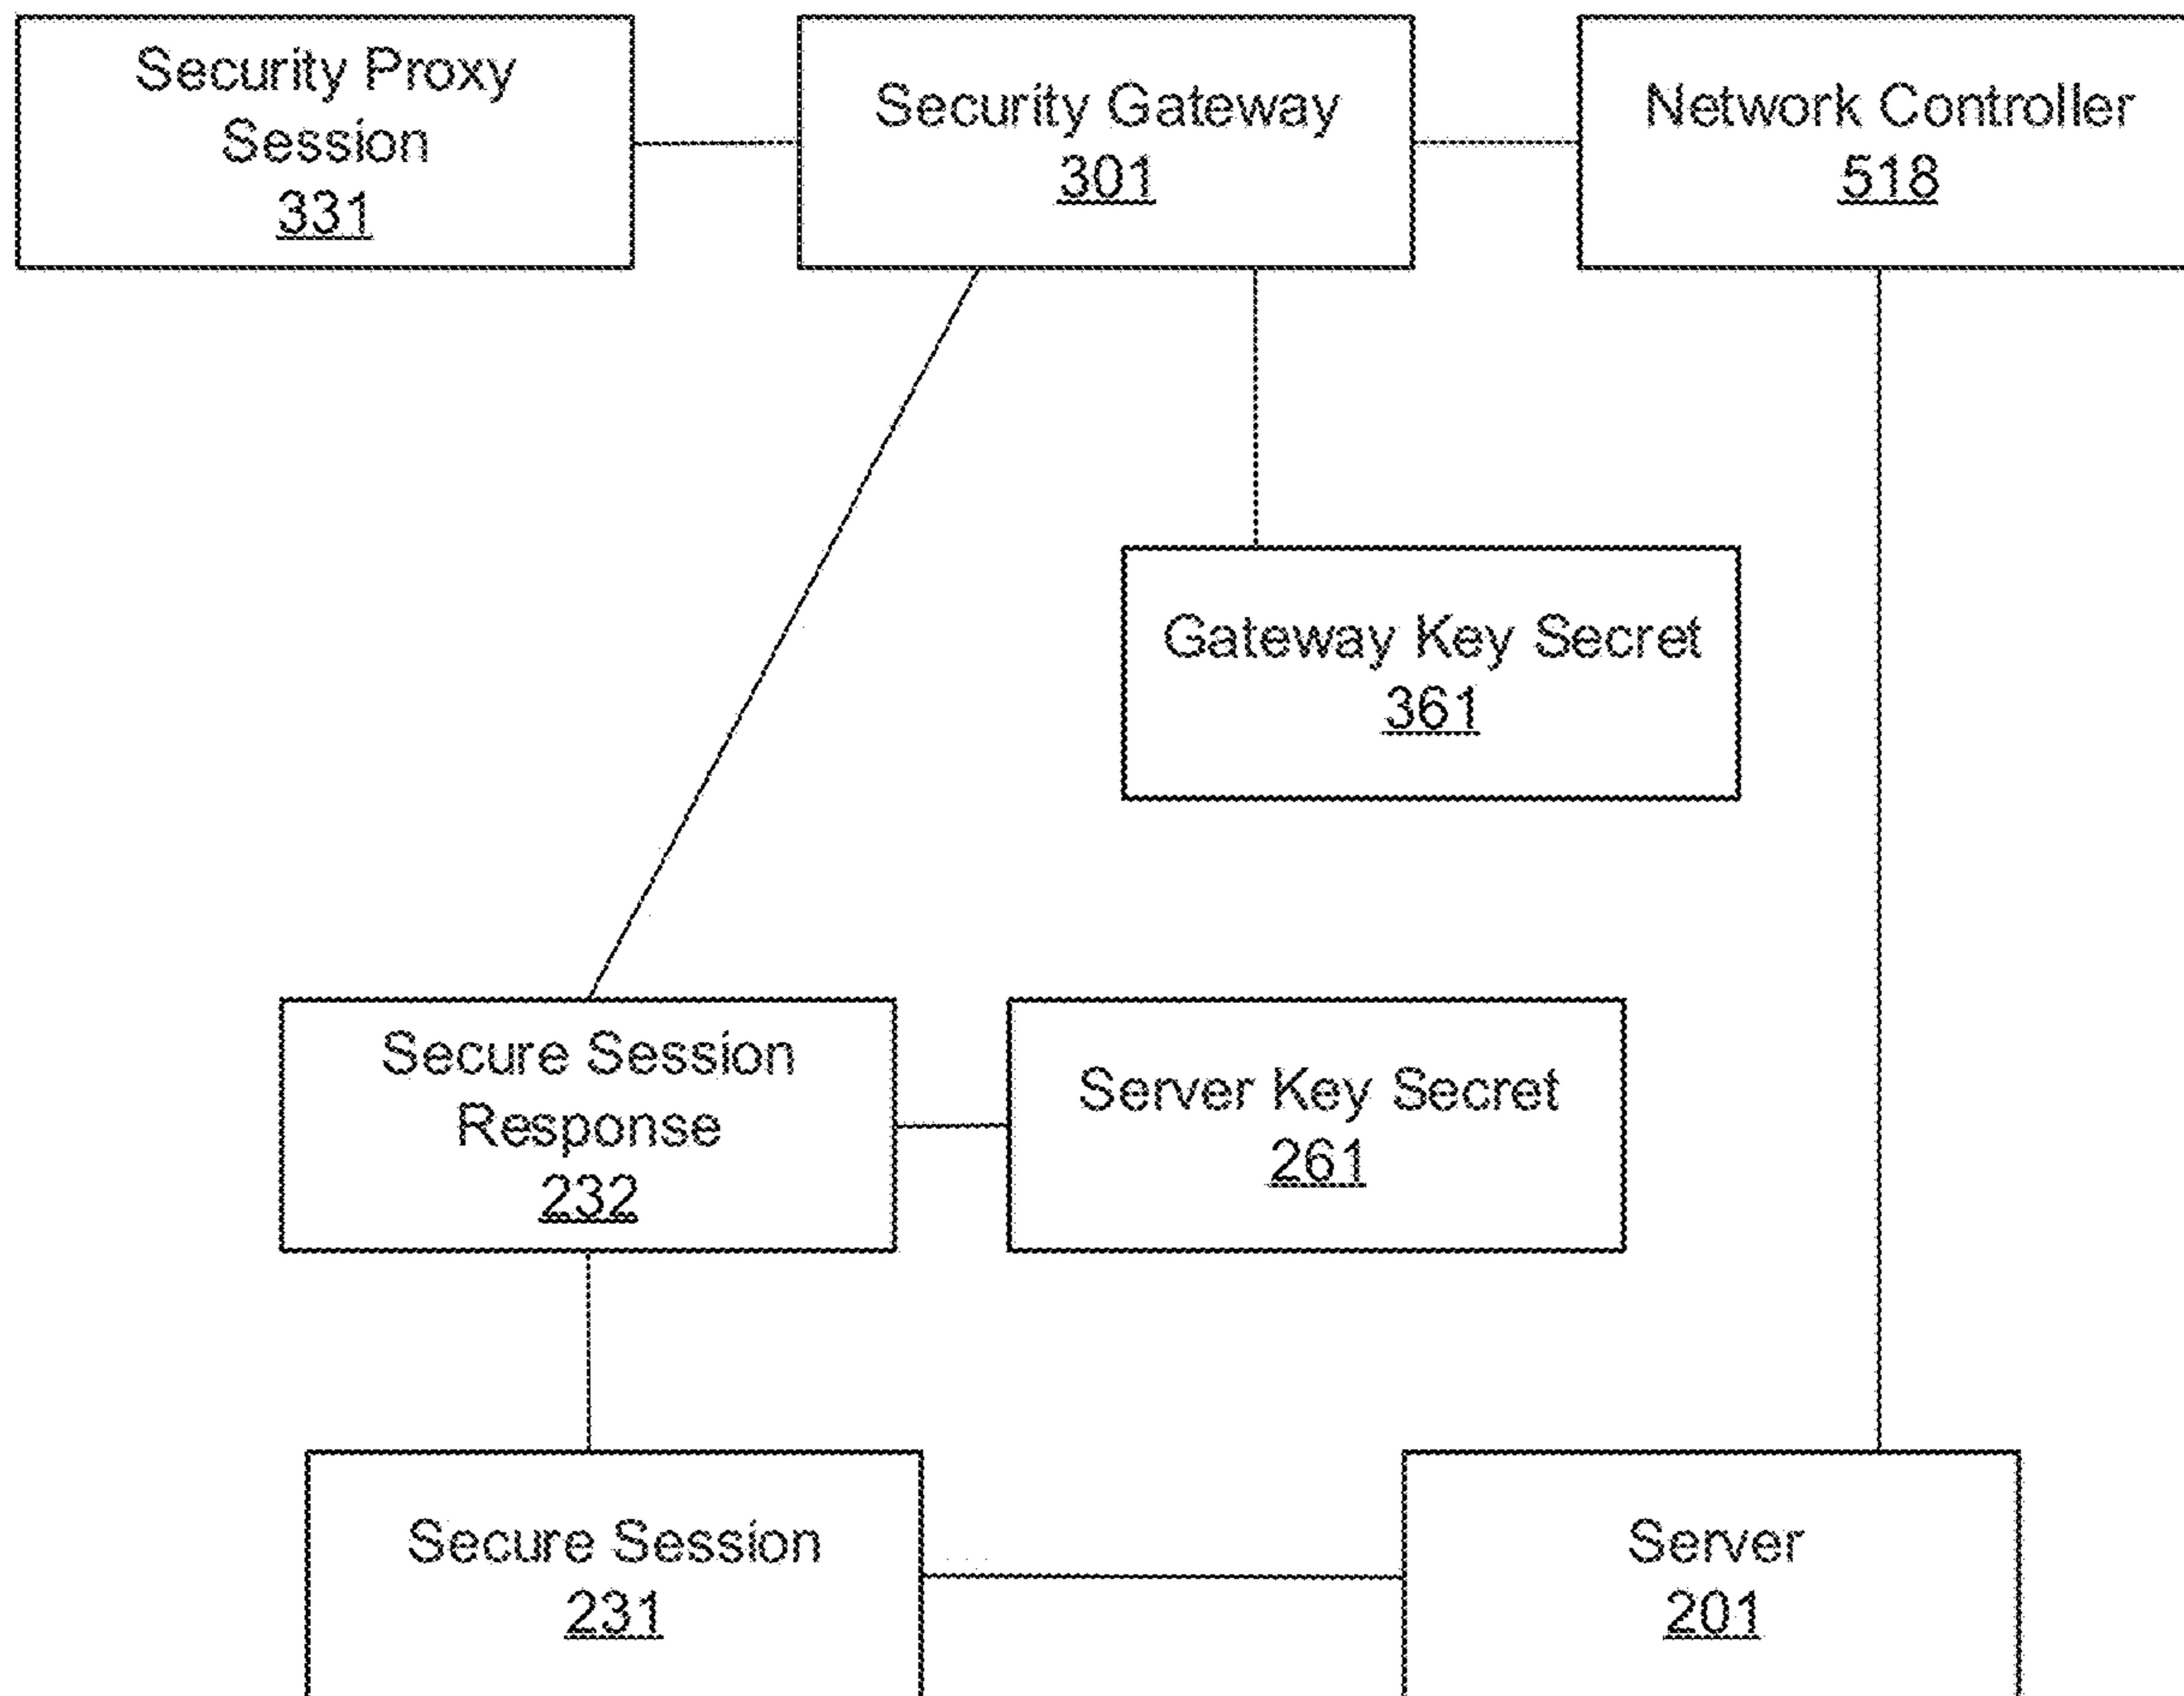 Security Proxy
Session
331
Security Gateway
301
Network Controller
518
Gateway Key Secret
361
Secure Session
Response
232
Server Key Secret
261
Secure Session
231
Server
201